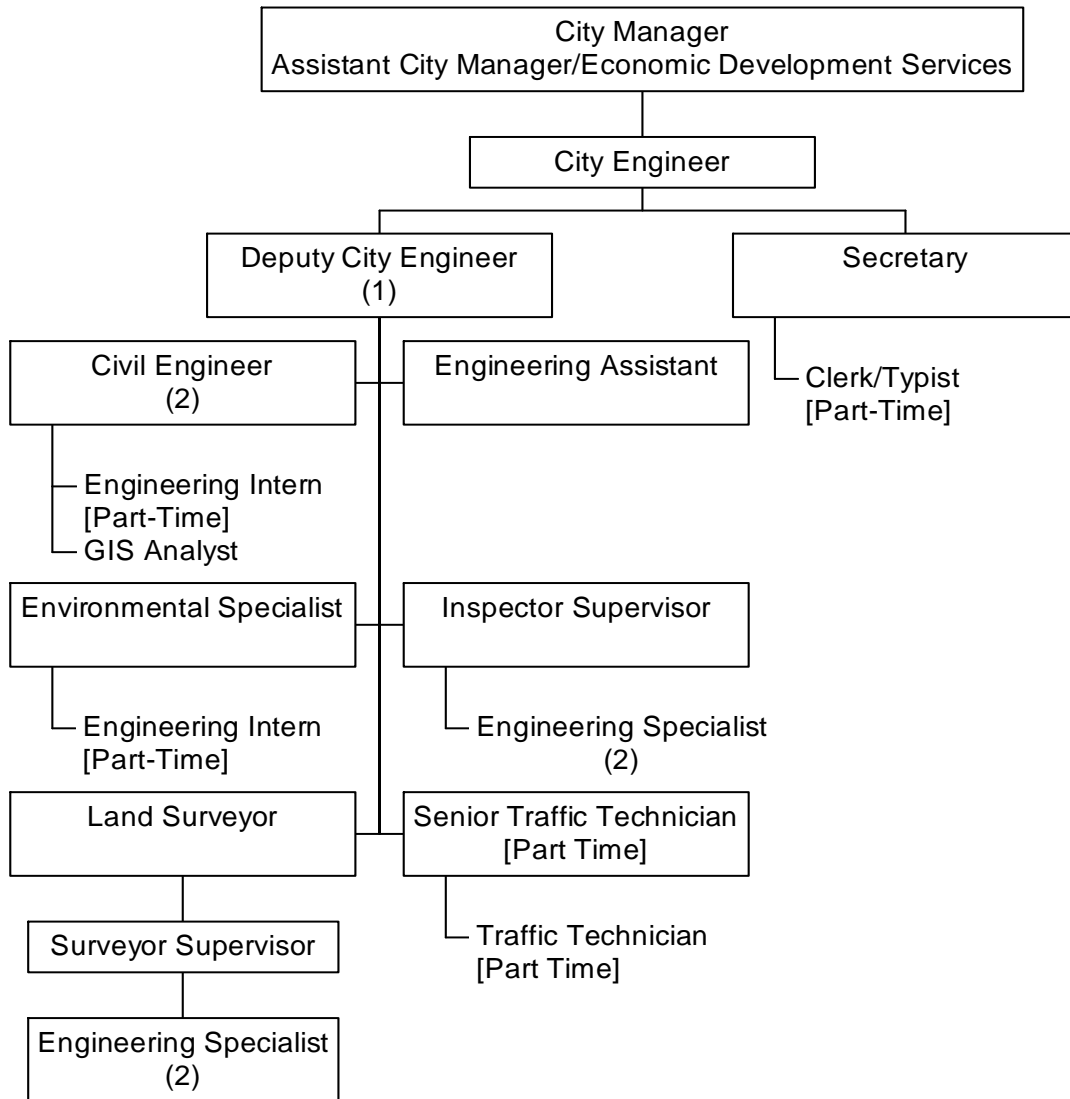 City Manager
Assistant City Manager/Economic Development Services
City Engineer
Deputy City Engineer
(1)
Secretary
Civil Engineer
(2)
Engineering Assistant
Clerk/Typist
[Part-Time]
Engineering Intern
[Part-Time]
GIS Analyst
Environmental Specialist
Inspector Supervisor
Engineering Intern
[Part-Time]
Engineering Specialist
(2)
Land Surveyor
Senior Traffic Technician
[Part Time]
Surveyor Supervisor
Traffic Technician
[Part Time]
Engineering Specialist
(2)